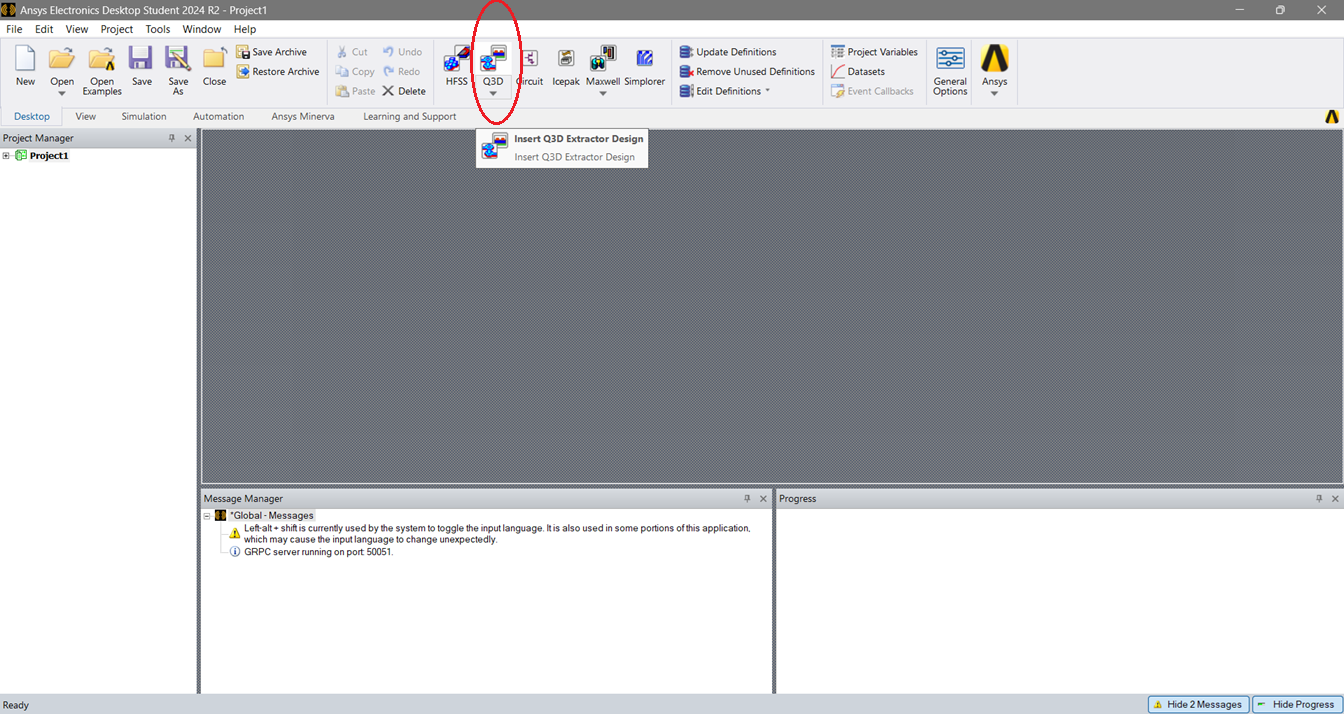 Ansys Electronics Desktop Student 2024 R2 - Project1
File Edit View Project Tools Window Help
New
Open
Open Examples
Save
Save As
Close
Save Archive
Restore Archive
Cut
Copy
Paste
Undo
Redo
Delete
HFSS
Q3D
Circuit
Icepak
Maxwell
Simplorer
Update Definitions
Remove Unused Definitions
Edit Definitions
Project Variables
Datasets
Event Callbacks
General Options
Ansys
Desktop View Simulation Automation Ansys Minerva Learning and Support
Project Manager
Project1
Insert Q3D Extractor Design
Insert Q3D Extractor Design
Message Manager
*Global - Messages
Left-alt + shift is currently used by the system to toggle the input language. It is also used in some portions of this application,
which may cause the input language to change unexpectedly.
GRPC server running on port: 50051.
Progress
Ready
Hide 2 Messages
Hide Progress